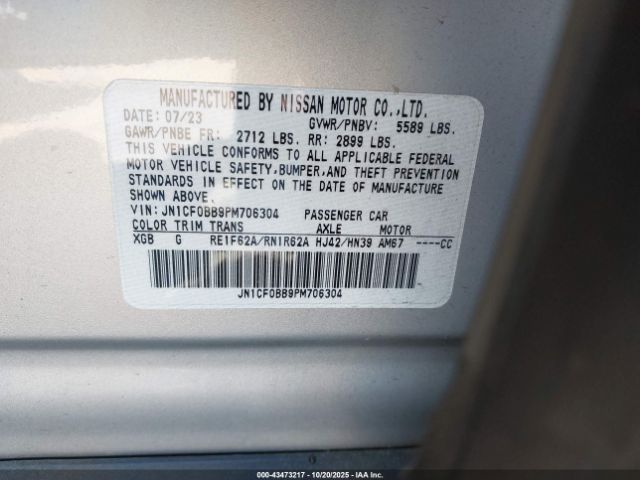 MANUFACTURED BY NISSAN MOTOR CO.,LTD.
DATE: 07/23 GVWR/PNBV: 5589 LBS.
GAWR/PNBE FR: 2712 LBS. RR: 2899 LBS.
THIS VEHICLE CONFORMS TO ALL APPLICABLE FEDERAL
MOTOR VEHICLE SAFETY,BUMPER,AND THEFT PREVENTION
STANDARDS IN EFFECT ON THE DATE OF MANUFACTURE
SHOWN ABOVE.
VIN: JN1CF0BB9PM706304 PASSENGER CAR
COLOR TRIM TRANS AXLE MOTOR
XGB G RE1F62A/RN1R62A HJ42/HN39 AM67 ----CC
JN1CF0BB9PM706304
© - 43473217 - 10/20/2025 - IAA Inc.